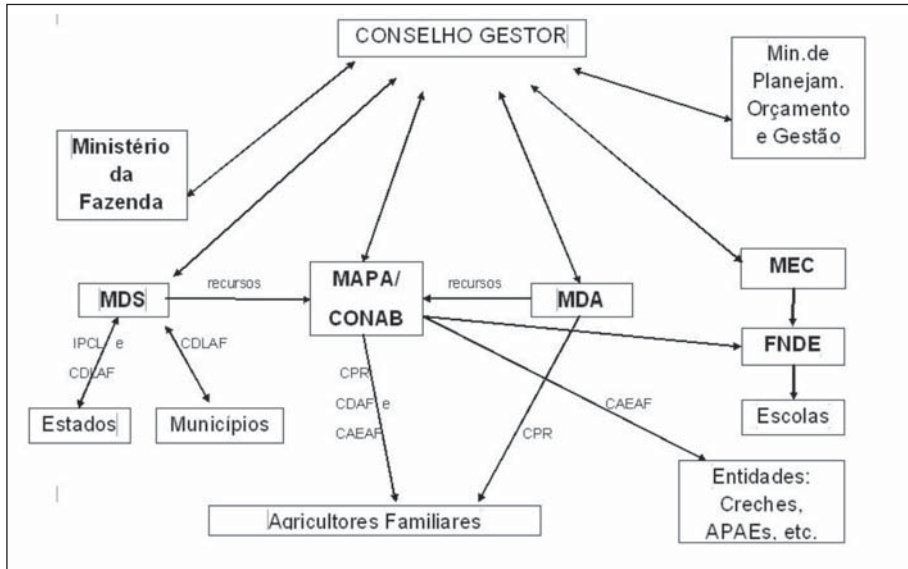 CONSELHO GESTOR
Min.de
Planejam.
Orçamento
e Gestão
Ministério
da
Fazenda
MDS
recursos
MAPA/
CONAB
recursos
MDA
MEC
FNDE
Escolas
IPCL e
CDLAF
CDLAF
Estados
Municípios
CPR
CDAF e
CAEAF
CPR
CAEAF
Entidades:
Creches,
APAEs, etc.
Agricultores Familiares